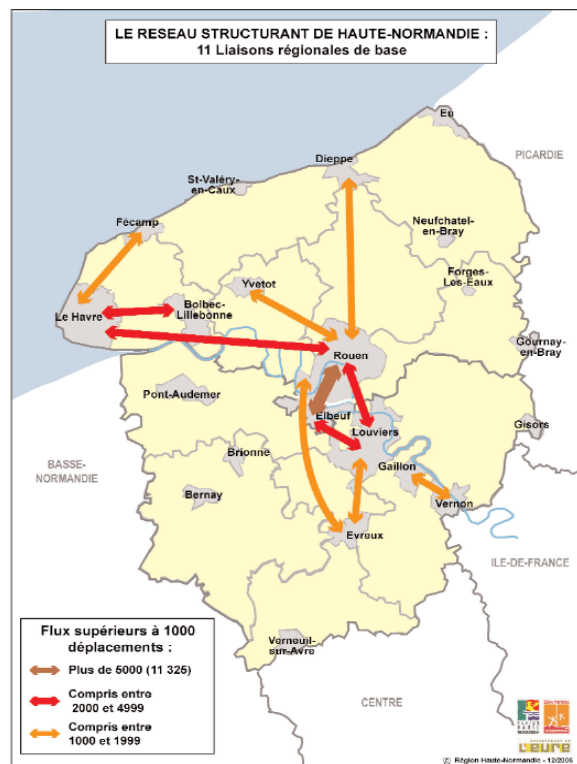 LE RESEAU STRUCTURANT DE HAUTE-NORMANDIE :
11 Liaisons régionales de base
Eu
PICARDIE
Dieppe
St-Valéry-
en-Caux
Fécamp
Neufchatel-
en-Bray
Yvetot
Forges-
Les-Eaux
Le Havre
Bolbec-
Lillebonne
Gournay-
en-Bray
Rouen
Pont-Audemer
Elbeuf
Louviers
Gisors
BASSE-
NORMANDIE
Brionne
Gaillon
Bernay
Vernon
Evreux
ILE-DE-FRANCE
Verneuil-
sur-Avre
CENTRE
Flux supérieurs à 1000
déplacements :
Plus de 5000 (11 325)
Compris entre
2000 et 4999
Compris entre
1000 et 1999
l'eure
© Région Haute-Normandie - 12/2006